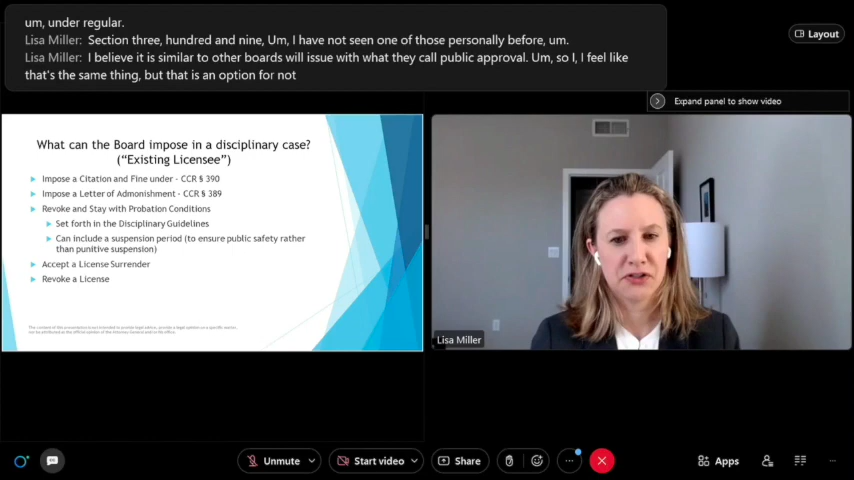 um, under regular.
Lisa Miller: Section three, hundred and nine, Um, I have not seen one of those personally before, um.
Lisa Miller: I believe it is similar to other boards will issue with what they call public approval. Um, so I, I feel like
that's the same thing, but that is an option for not
Layout
Expand panel to show video
What can the Board impose in a disciplinary case?
("Existing Licensee")
Impose a Citation and Fine under - CCR § 390
Impose a Letter of Admonishment - CCR § 389
Revoke and Stay with Probation Conditions
Set forth in the Disciplinary Guidelines
Can include a suspension period (to ensure public safety rather
than punitive suspension)
Accept a License Surrender
Revoke a License
Lisa Miller
Unmute
Start video
Share
Apps